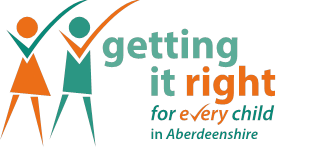 getting
it right
for every child
in Aberdeenshire